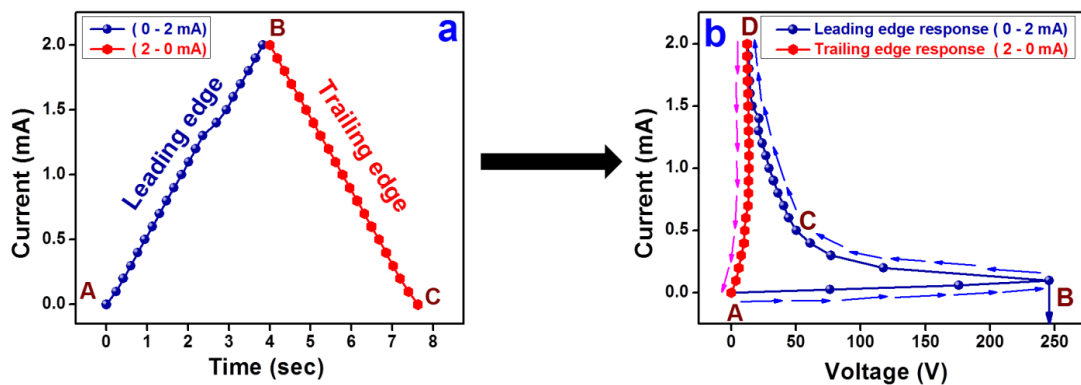 ( 0 - 2 mA)
( 2 - 0 mA)
a
B
2.0
1.5
1.0
0.5
0.0
Current (mA)
Leading edge
Trailing edge
A
C
0 1 2 3 4 5 6 7 8
Time (sec)
b
Leading edge response ( 0 - 2 mA)
Trailing edge response ( 2 - 0 mA)
D
2.0
1.5
1.0
0.5
0.0
Current (mA)
C
A
B
0 50 100 150 200 250
Voltage (V)